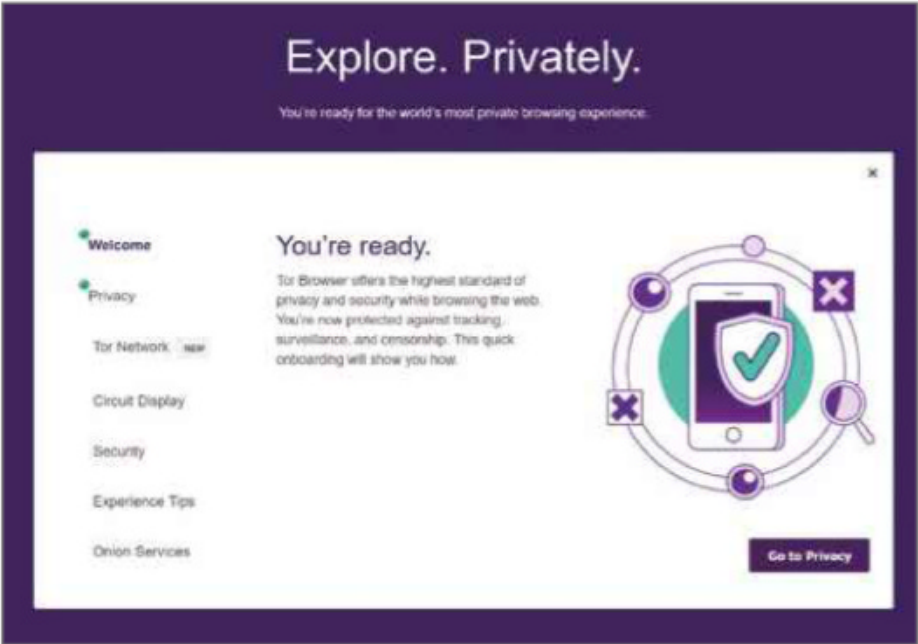 Explore. Privately.
You're ready for the world's most private browsing experience.
Welcome
Privacy
Tor Network NEW
Circuit Display
Security
Experience Tips
Onion Services
You're ready.
Tor Browser offers the highest standard of
privacy and security while browsing the web.
You're now protected against tracking,
surveillance, and censorship. This quick
onboarding will show you how.
Go to Privacy